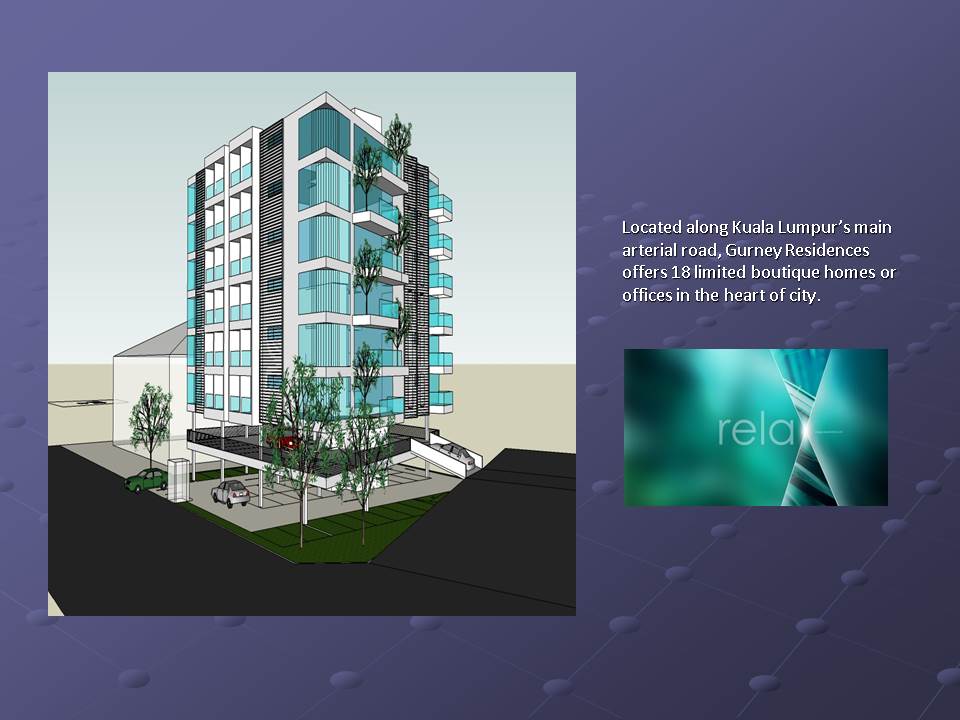 Located along Kuala Lumpur’s main
arterial road, Gurney Residences
offers 18 limited boutique homes or
offices in the heart of city.
relax